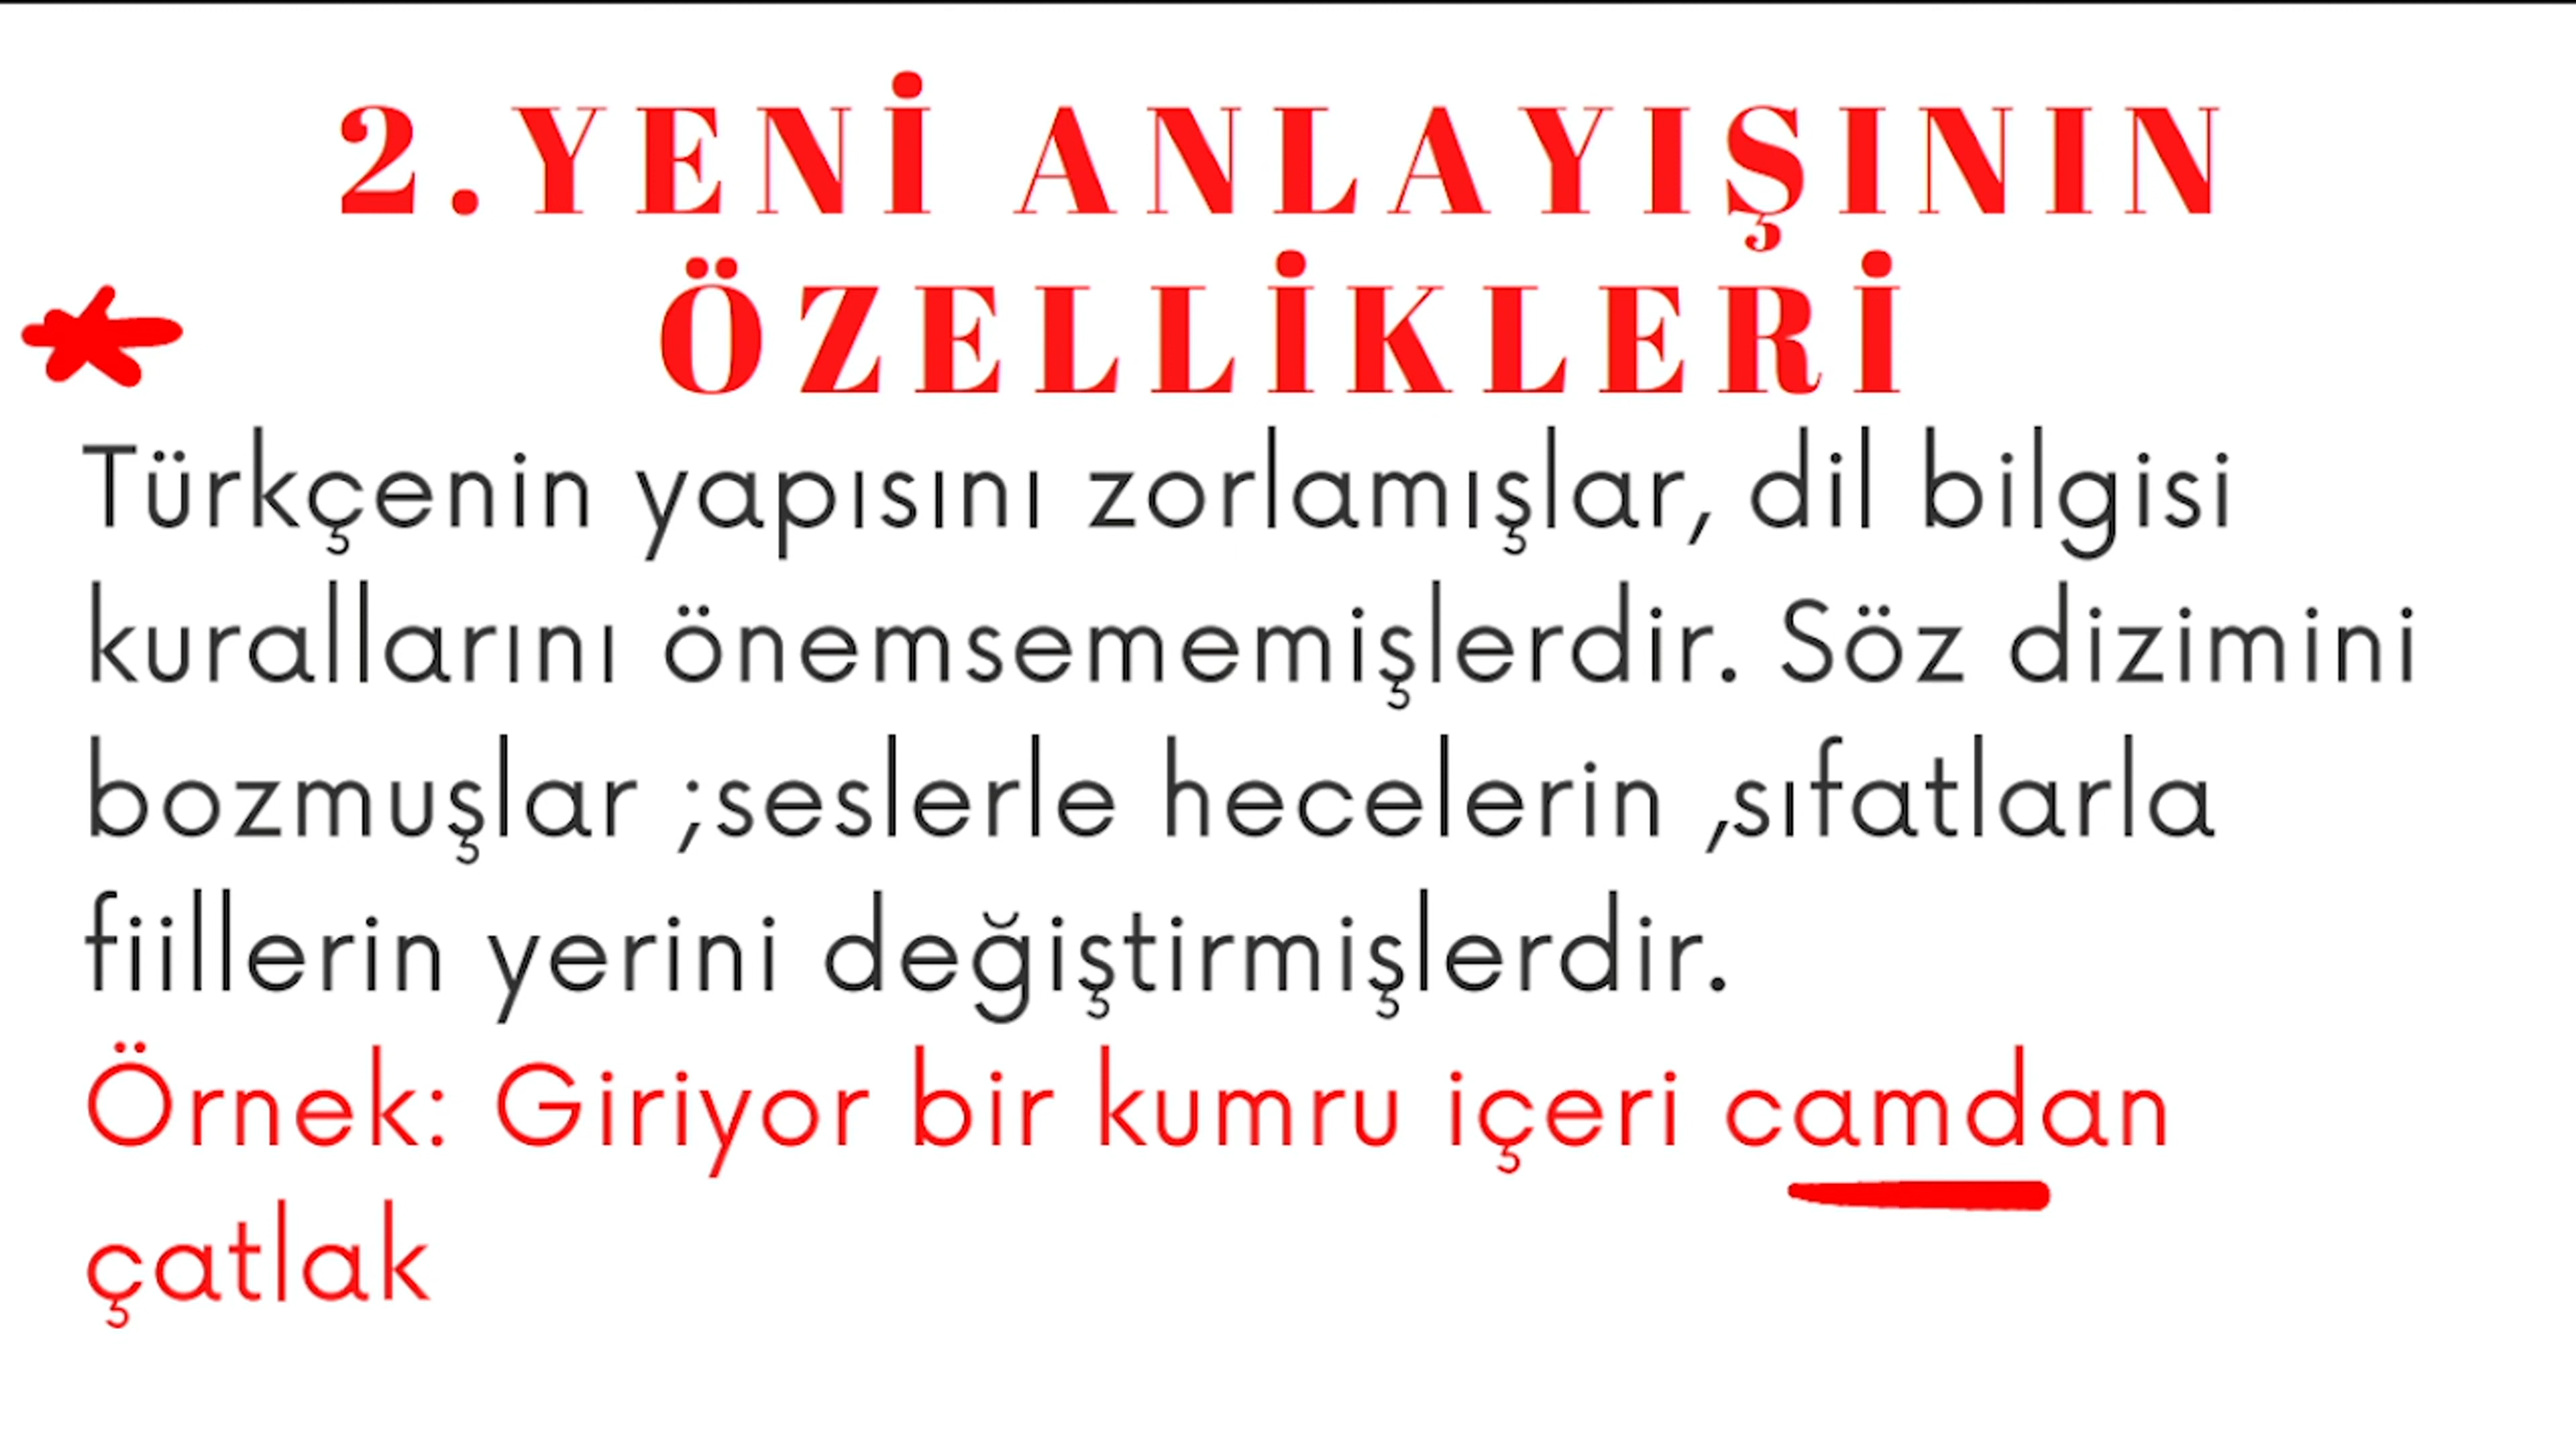 2.YENİ ANLAYIŞININ
ÖZELLİKLERİ
Türkçenin yapısını zorlamışlar, dil bilgisi
kurallarını önemsememişlerdir. Söz dizimini
bozmuşlar ;seslerle hecelerin ,sıfatlarla
fiillerin yerini değiştirmişlerdir.
Örnek: Giriyor bir kumru içeri camdan
çatlak